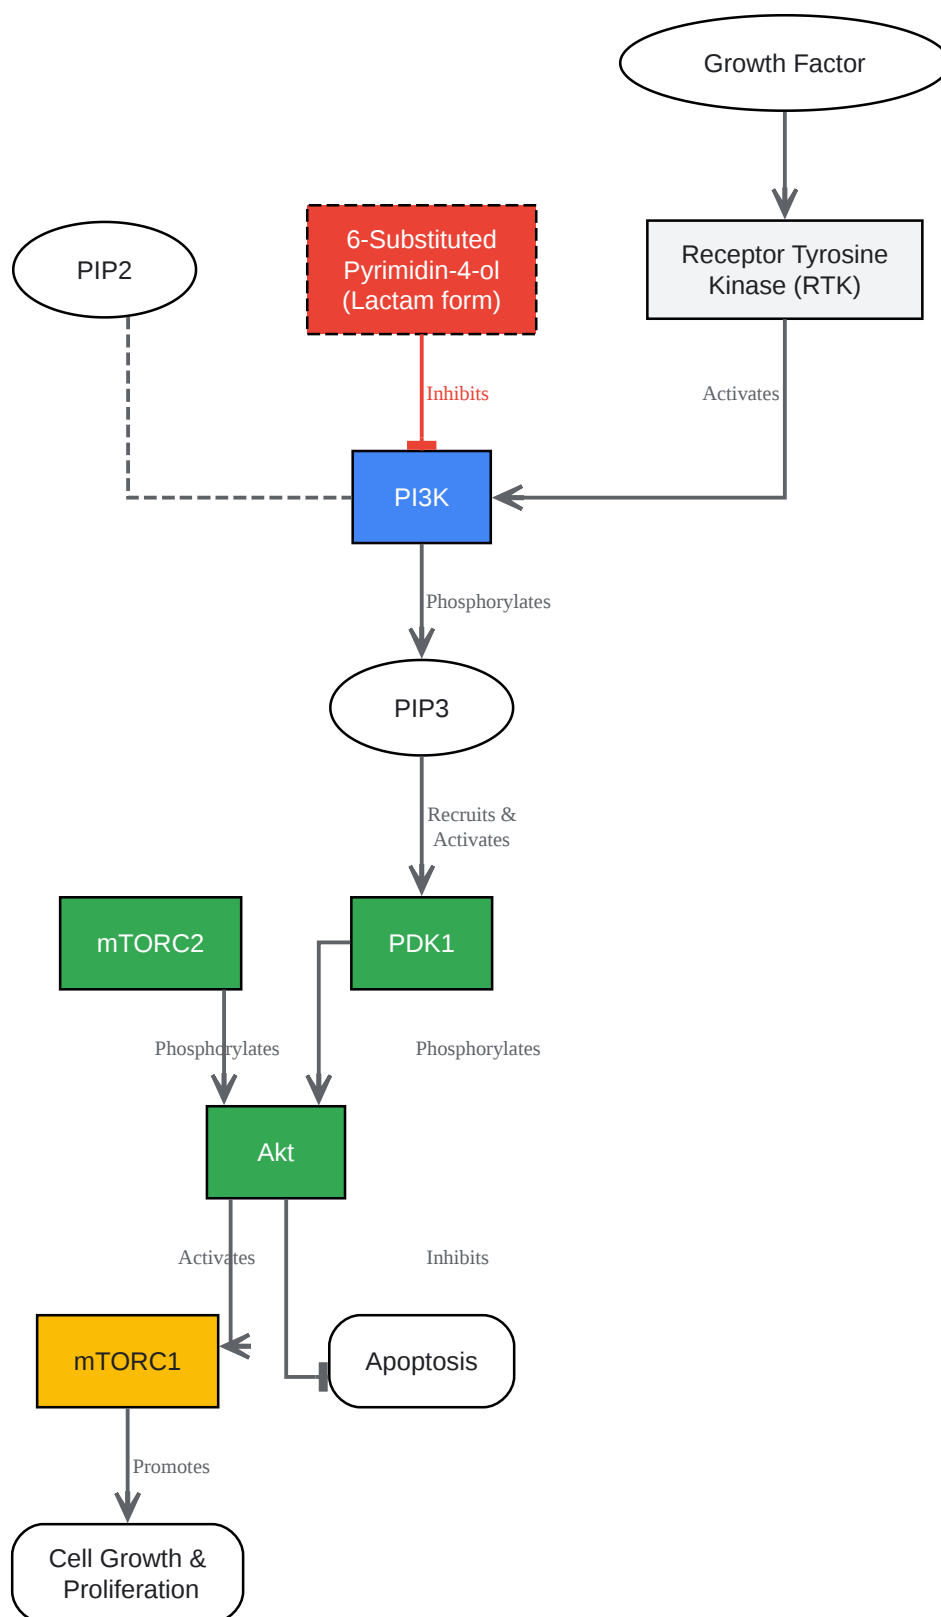 Growth Factor
PIP2
6-Substituted
Pyrimidin-4-ol
(Lactam form)
Receptor Tyrosine
Kinase (RTK)
Inhibits
Activates
PI3K
Phosphorylates
PIP3
Recruits &
Activates
mTORC2
PDK1
Phosphorylates
Phosphorylates
Akt
Activates
Inhibits
mTORC1
Apoptosis
Promotes
Cell Growth &
Proliferation